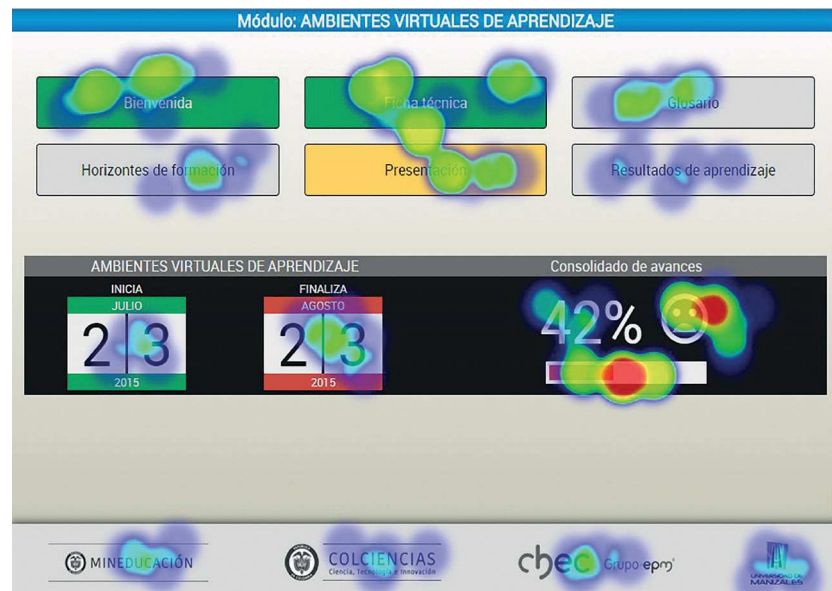 Módulo: AMBIENTES VIRTUALES DE APRENDIZAJE
Bienvenida
Ficha técnica
Glosario
Horizontes de formación
Presentación
Resultados de aprendizaje
AMBIENTES VIRTUALES DE APRENDIZAJE
Consolidado de avances
INICIA
FINALIZA
JULIO
AGOSTO
23
23
42%
2015
2015
MINEDUCACIÓN
COLCIENCIAS
Ciencia, Tecnología e Innovación
chec Grupo·epm
UNIVERSIDAD DE
MANIZALES